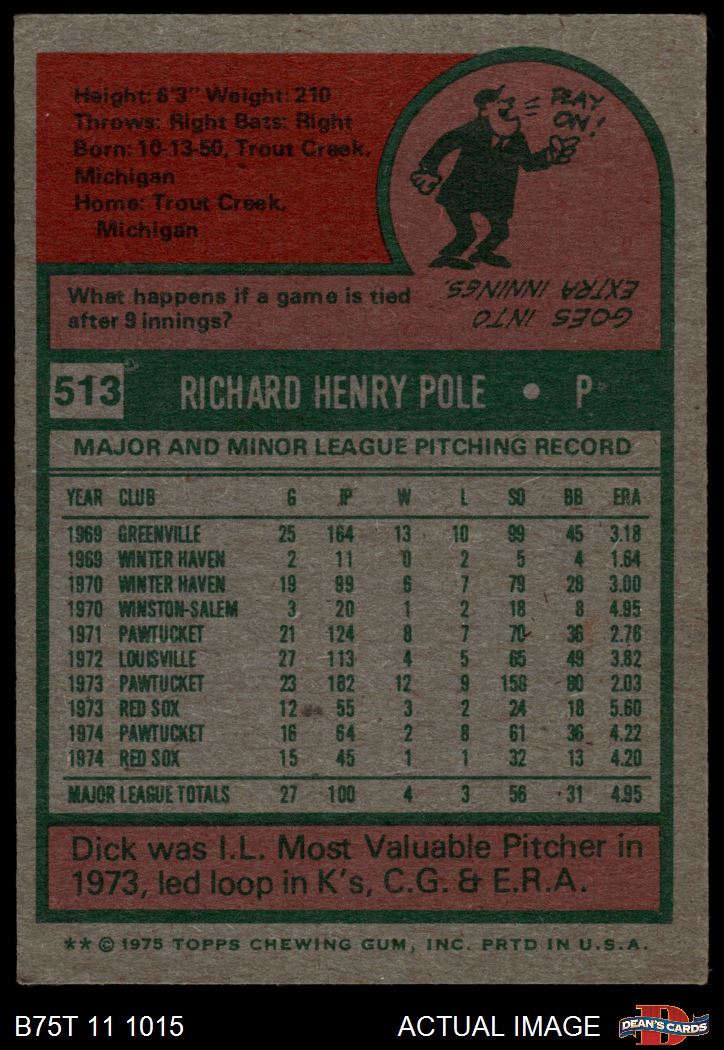 Height: 6'3" Weight: 210
Throws: Right Bats: Right
Born: 10-13-50, Trout Creek,
Michigan
Home: Trout Creek,
Michigan
PLAY
ON!
What happens if a game is tied
after 9 innings?
GOES INTO
EXTRA INNINGS.
513 RICHARD HENRY POLE • P
MAJOR AND MINOR LEAGUE PITCHING RECORD
YEAR CLUB G IP W L SO BB ERA
1969 GREENVILLE 25 164 13 10 99 45 3.18
1969 WINTER HAVEN 2 11 0 2 5 4 1.64
1970 WINTER HAVEN 19 99 6 7 79 28 3.00
1970 WINSTON-SALEM 3 20 1 2 18 8 4.95
1971 PAWTUCKET 21 124 8 7 70 36 2.76
1972 LOUISVILLE 27 113 4 5 65 49 3.82
1973 PAWTUCKET 23 182 12 9 158 80 2.03
1973 RED SOX 12 55 3 2 24 18 5.60
1974 PAWTUCKET 16 64 2 8 61 36 4.22
1974 RED SOX 15 45 1 1 32 13 4.20
MAJOR LEAGUE TOTALS 27 100 4 3 56 31 4.95
Dick was I.L. Most Valuable Pitcher in
1973, led loop in K's, C.G. & E.R.A.
** © 1975 TOPPS CHEWING GUM, INC. PRTD IN U.S.A.
B75T 11 1015 ACTUAL IMAGE
DEAN'S CARDS